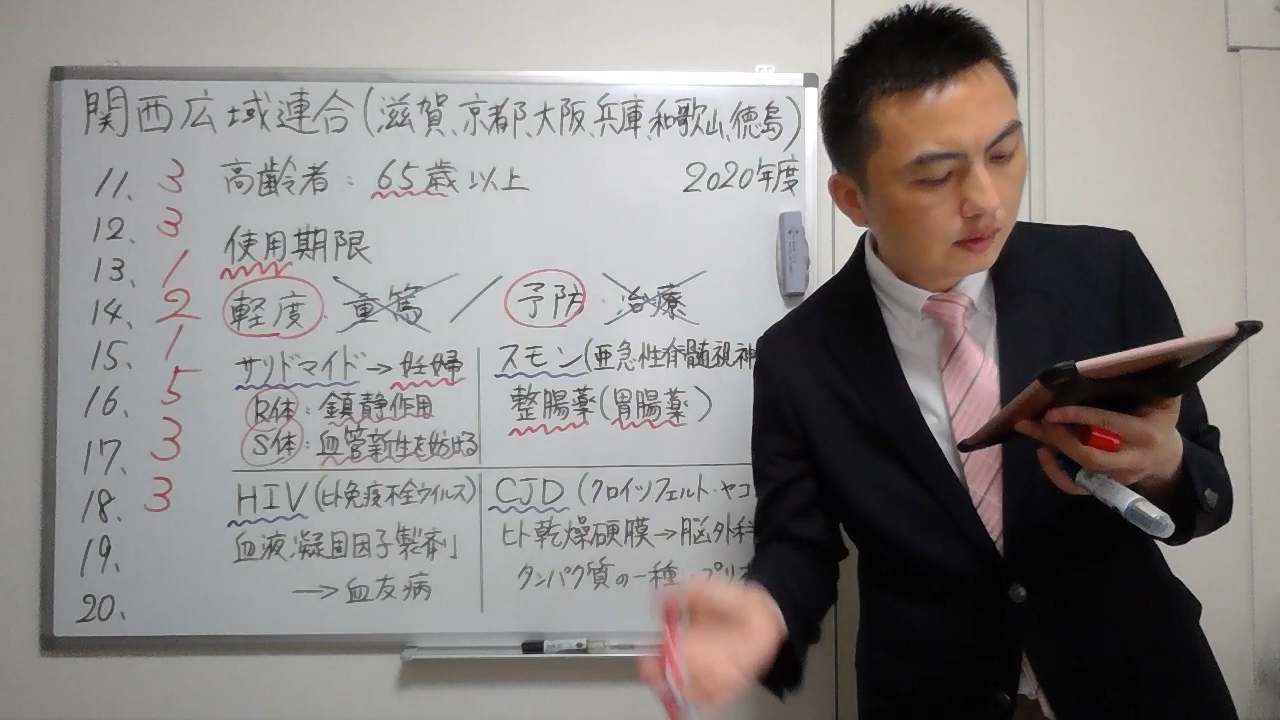 関西広域連合(滋賀、京都、大阪、兵庫、和歌山、徳島)
2020年度
11. 3 高齢者:65歳以上
12. 3 使用期限
13. 1
14. 2 軽度・重篤 / 予防・治療
15. 1 サリドマイド→妊婦
16. 5 R体:鎮静作用
17. 3 S体:血管新生を妨げる
18. 3 HIV(ヒト免疫不全ウイルス)
19. 血液凝固因子製剤
20. →血友病
スモン(亜急性脊髄視神
整腸薬(胃腸薬)
CJD(クロイツフェルト・ヤコ
ヒト乾燥硬膜→脳外科
タンパク質の一種 プリオ